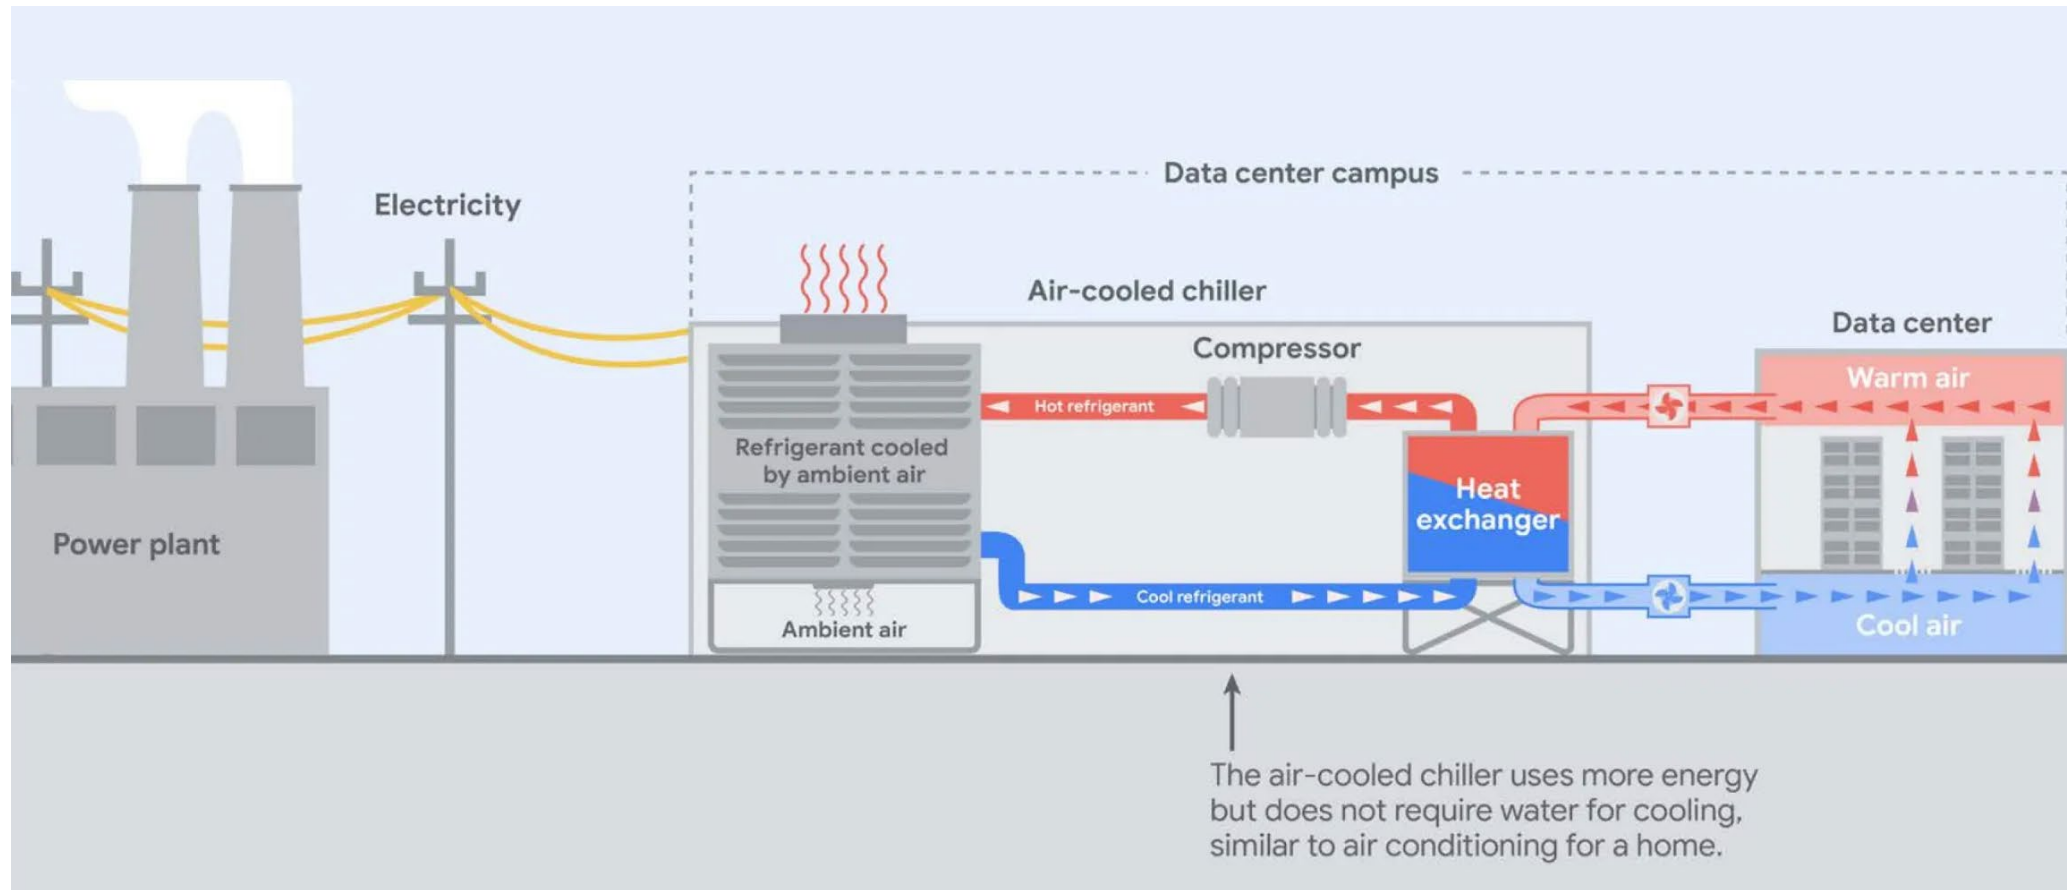 Data center campus
Electricity
Air-cooled chiller
Data center
Compressor
Warm air
Hot refrigerant
Refrigerant cooled
by ambient air
Heat
exchanger
Power plant
Cool refrigerant
Cool air
Ambient air
The air-cooled chiller uses more energy
but does not require water for cooling,
similar to air conditioning for a home.